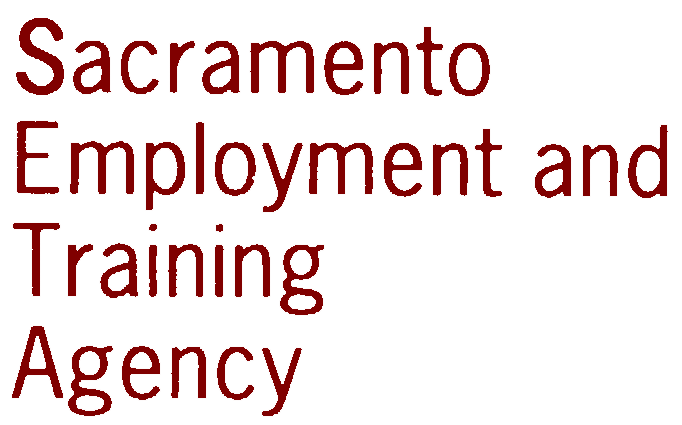 Sacramento
Employment and
Training
Agency